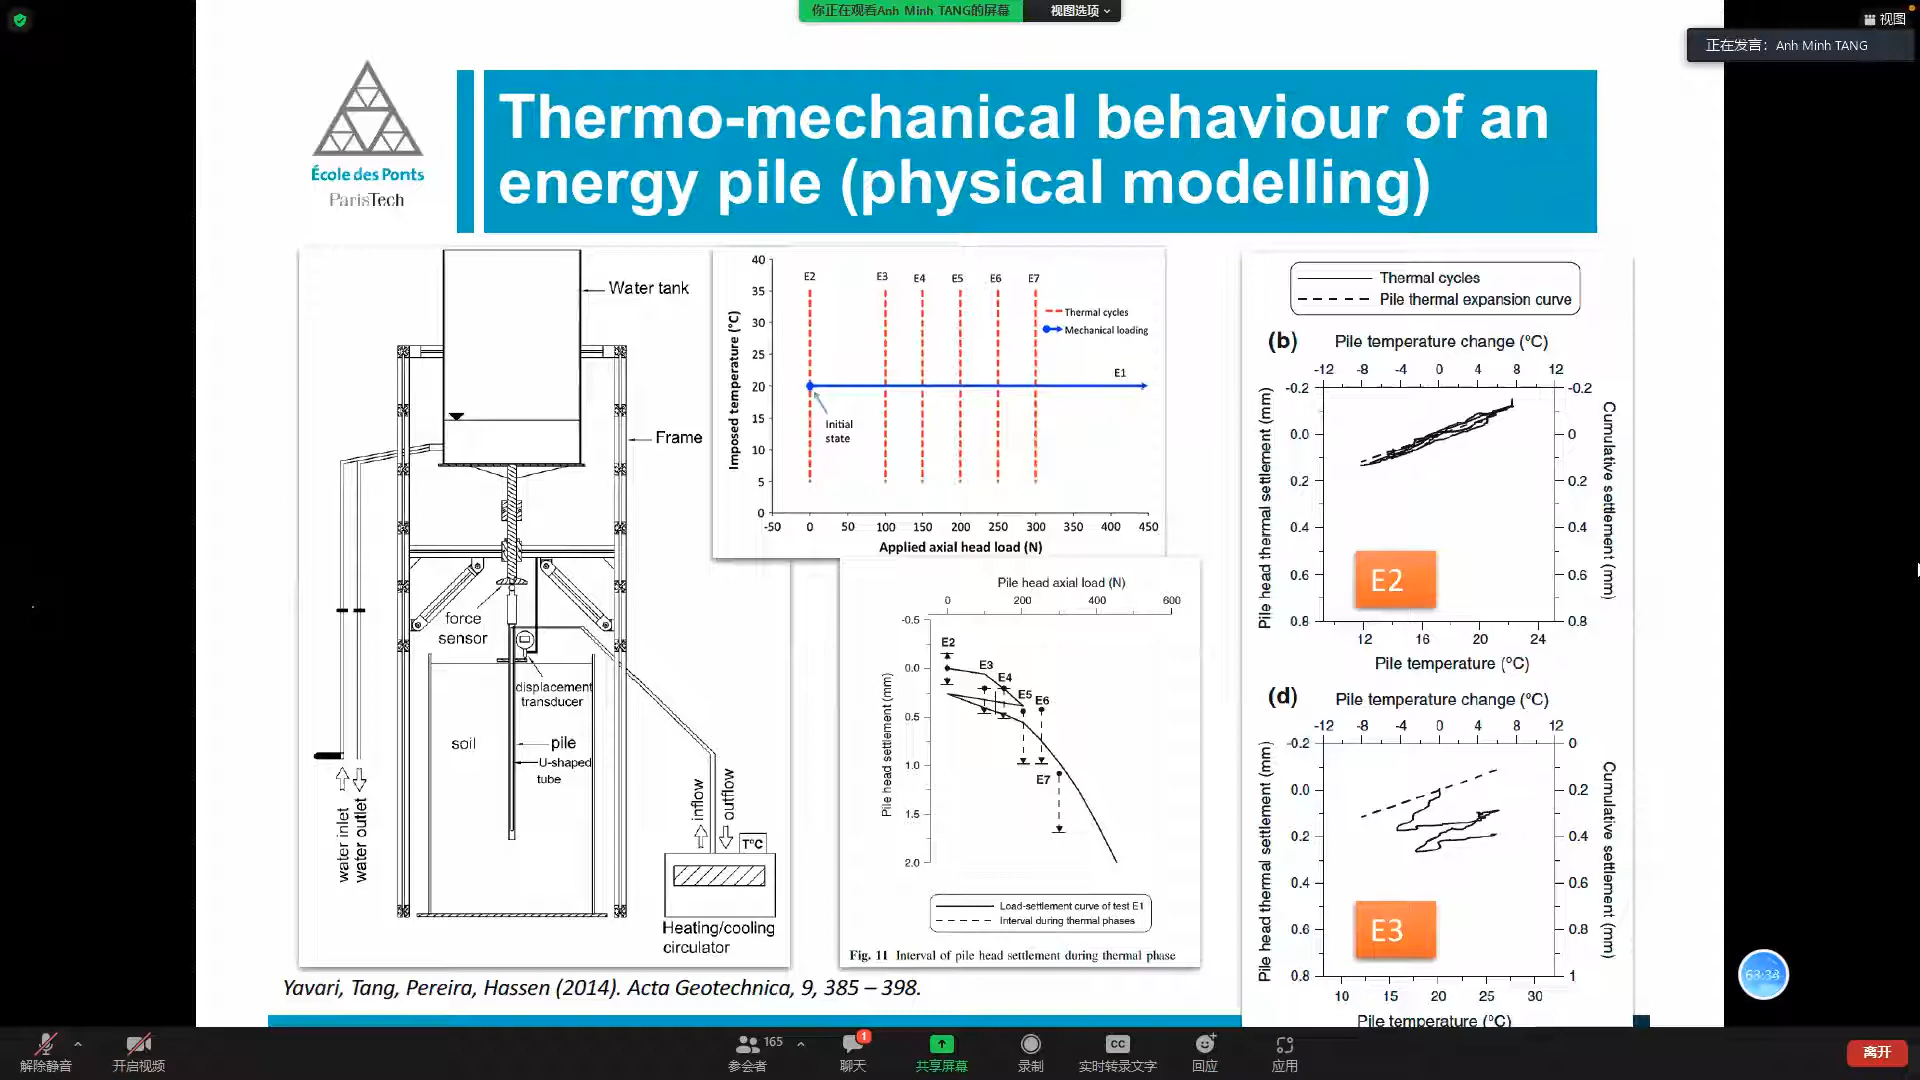 你正在观看Anh Minh TANG的屏幕
视图选项
视图
正在发言: Anh Minh TANG
École des Ponts
ParisTech
Thermo-mechanical behaviour of an
energy pile (physical modelling)
Water tank
Frame
force
sensor
displacement
transducer
soil
pile
U-shaped
tube
water inlet
water outlet
inflow
outflow
T°C
Heating/cooling
circulator
Imposed temperature (°C)
40
35
30
25
20
15
10
5
0
E2 E3 E4 E5 E6 E7
Thermal cycles
Mechanical loading
E1
Initial
state
-50 0 50 100 150 200 250 300 350 400 450
Applied axial head load (N)
Pile head axial load (N)
0 200 400 600
Pile head settlement (mm)
-0.5
0.0
0.5
1.0
1.5
2.0
E2
E3
E4
E5
E6
E7
Load-settlement curve of test E1
Interval during thermal phases
Fig. 11 Interval of pile head settlement during thermal phase
Thermal cycles
Pile thermal expansion curve
(b)
Pile temperature change (°C)
-12 -8 -4 0 4 8 12
Pile head thermal settlement (mm)
-0.2
0.0
0.2
0.4
0.6
0.8
-0.2
0
0.2
0.4
0.6
0.8
Cumulative settlement (mm)
E2
12 16 20 24
Pile temperature (°C)
(d)
Pile temperature change (°C)
-12 -8 -4 0 4 8 12
Pile head thermal settlement (mm)
-0.2
0.0
0.2
0.4
0.6
0.8
0
0.2
0.4
0.6
0.8
1
Cumulative settlement (mm)
E3
10 15 20 25 30
Pile temperature (°C)
Yavari, Tang, Pereira, Hassen (2014). Acta Geotechnica, 9, 385 – 398.
解除静音
开启视频
165
参会者
1
聊天
共享屏幕
录制
CC
实时转录文字
回应
应用
离开